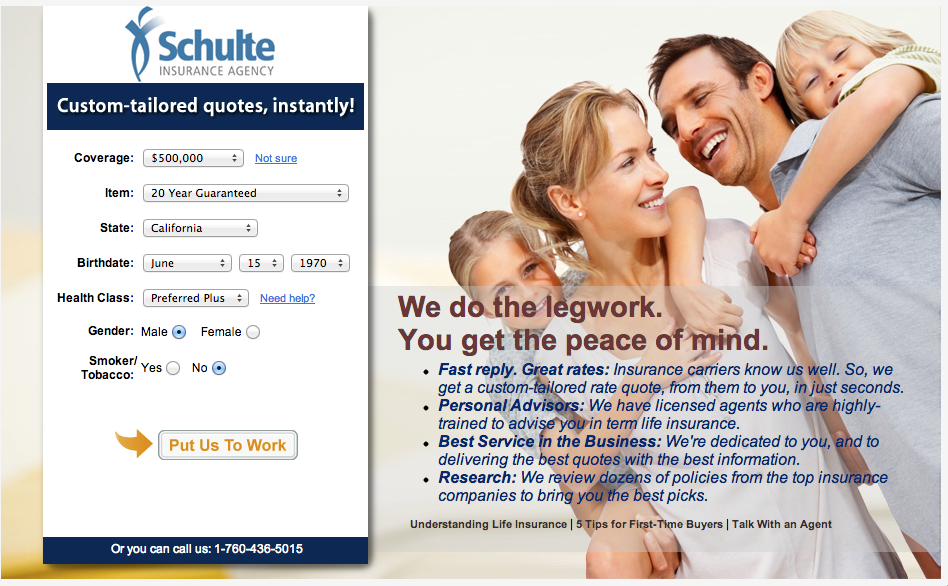 Schulte
INSURANCE AGENCY
Custom-tailored quotes, instantly!
Coverage: $500,000 Not sure
Item: 20 Year Guaranteed
State: California
Birthdate: June 15 1970
Health Class: Preferred Plus Need help?
Gender: Male Female
Smoker/
Tobacco: Yes No
Put Us To Work
Or you can call us: 1-760-436-5015
We do the legwork.
You get the peace of mind.
• Fast reply. Great rates: Insurance carriers know us well. So, we
get a custom-tailored rate quote, from them to you, in just seconds.
• Personal Advisors: We have licensed agents who are highly-
trained to advise you in term life insurance.
• Best Service in the Business: We're dedicated to you, and to
delivering the best quotes with the best information.
• Research: We review dozens of policies from the top insurance
companies to bring you the best picks.
Understanding Life Insurance | 5 Tips for First-Time Buyers | Talk With an Agent